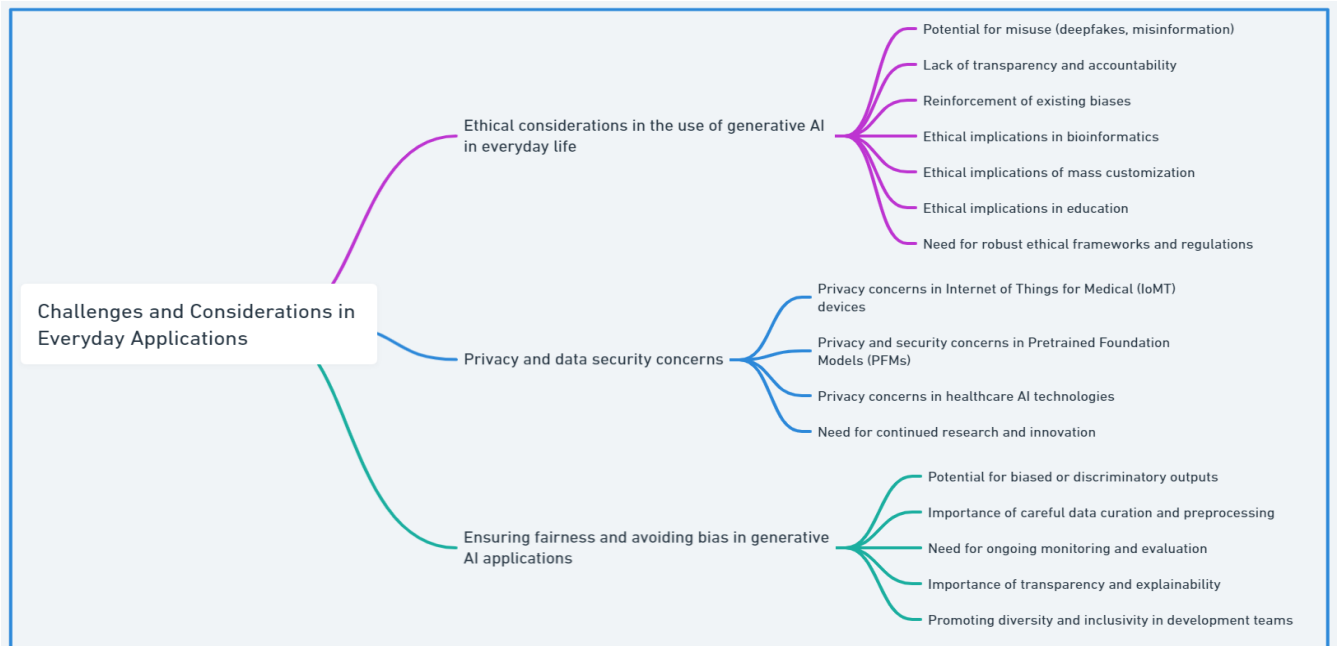 Challenges and Considerations in
Everyday Applications
Ethical considerations in the use of generative AI
in everyday life
Potential for misuse (deepfakes, misinformation)
Lack of transparency and accountability
Reinforcement of existing biases
Ethical implications in bioinformatics
Ethical implications of mass customization
Ethical implications in education
Need for robust ethical frameworks and regulations
Privacy and data security concerns
Privacy concerns in Internet of Things for Medical (IoMT)
devices
Privacy and security concerns in Pretrained Foundation
Models (PFMs)
Privacy concerns in healthcare AI technologies
Need for continued research and innovation
Ensuring fairness and avoiding bias in generative
AI applications
Potential for biased or discriminatory outputs
Importance of careful data curation and preprocessing
Need for ongoing monitoring and evaluation
Importance of transparency and explainability
Promoting diversity and inclusivity in development teams